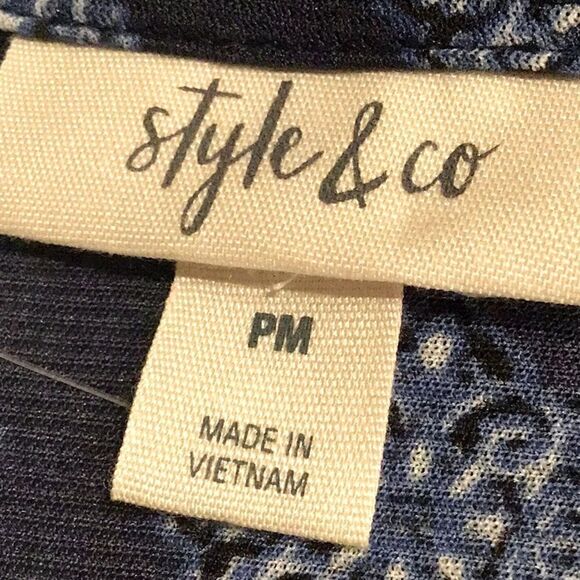 style & co
PM
MADE IN
VIETNAM